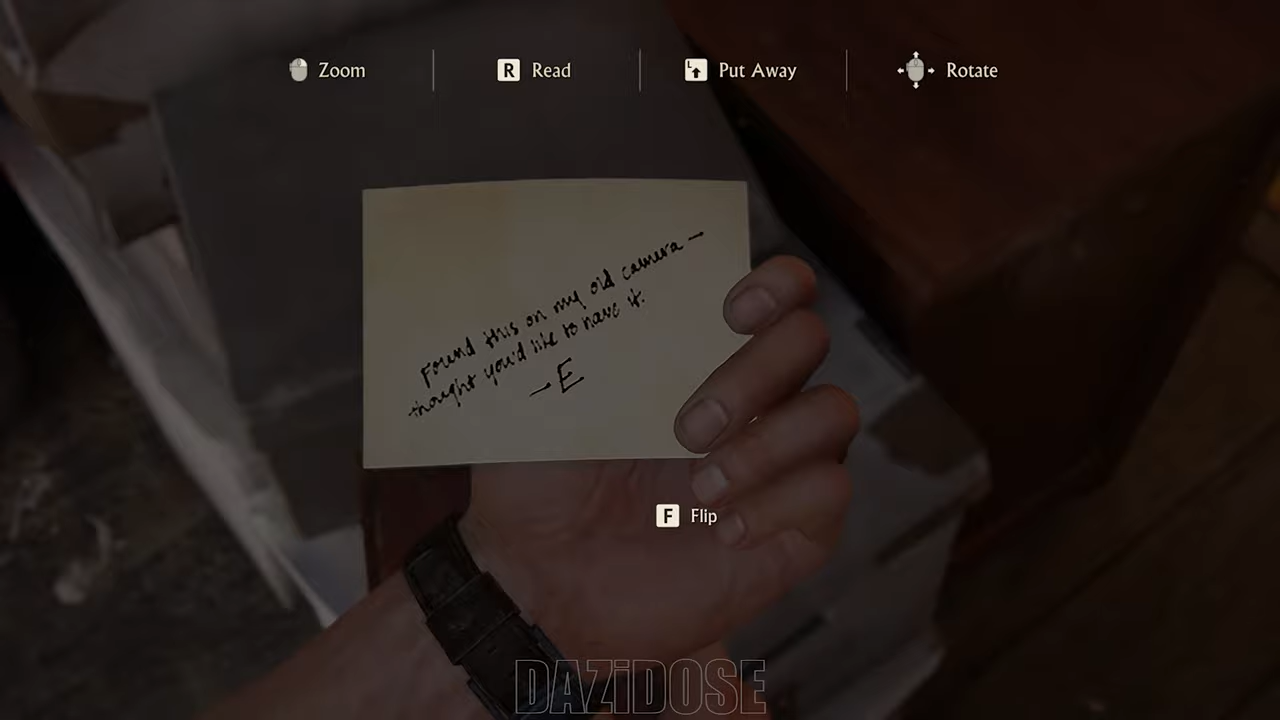 Zoom
R Read
L Put Away
Rotate
Found this on my old camera –
thought you'd like to have it.
– E
F Flip
DAZiDOSE